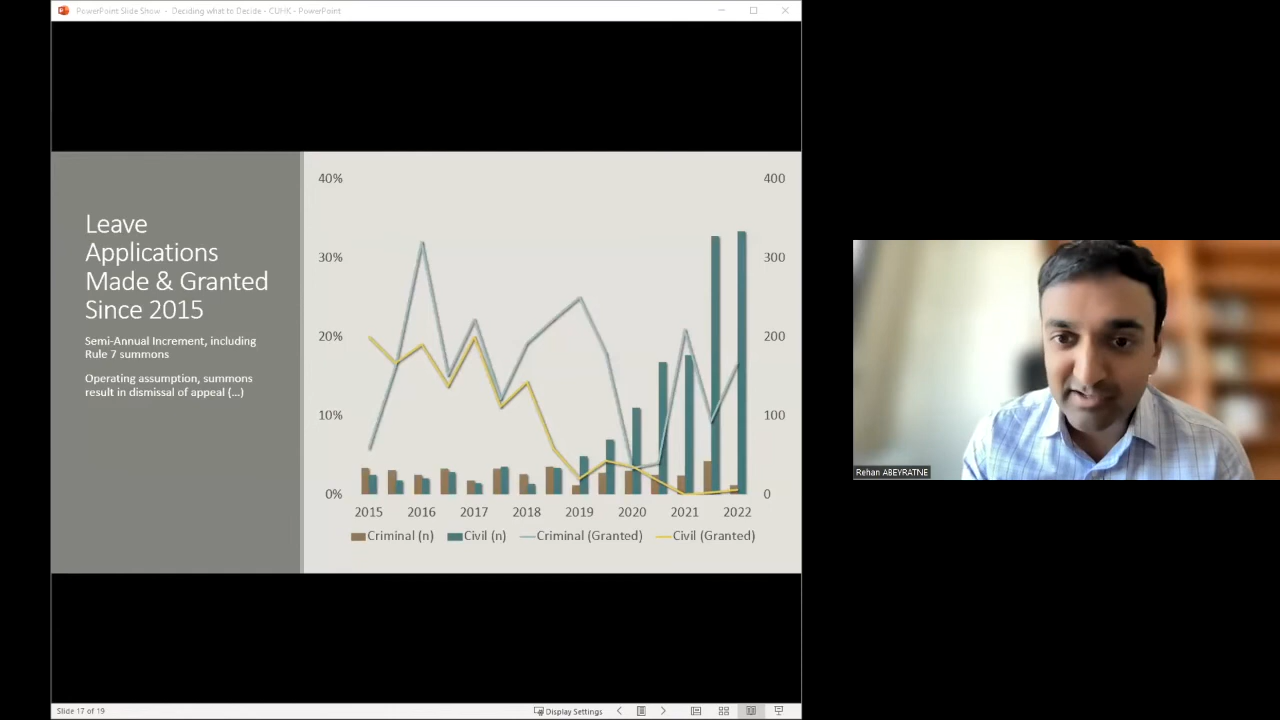 PowerPoint Slide Show - Deciding what to Decide - CUHK - PowerPoint
Leave
Applications
Made & Granted
Since 2015
Semi-Annual Increment, including
Rule 7 summons
Operating assumption, summons
result in dismissal of appeal (...)
40%
30%
20%
10%
0%
400
300
200
100
0
2015 2016 2017 2018 2019 2020 2021 2022
Criminal (n) Civil (n) Criminal (Granted) Civil (Granted)
Rehan ABEYRATNE
Slide 17 of 19
Display Settings